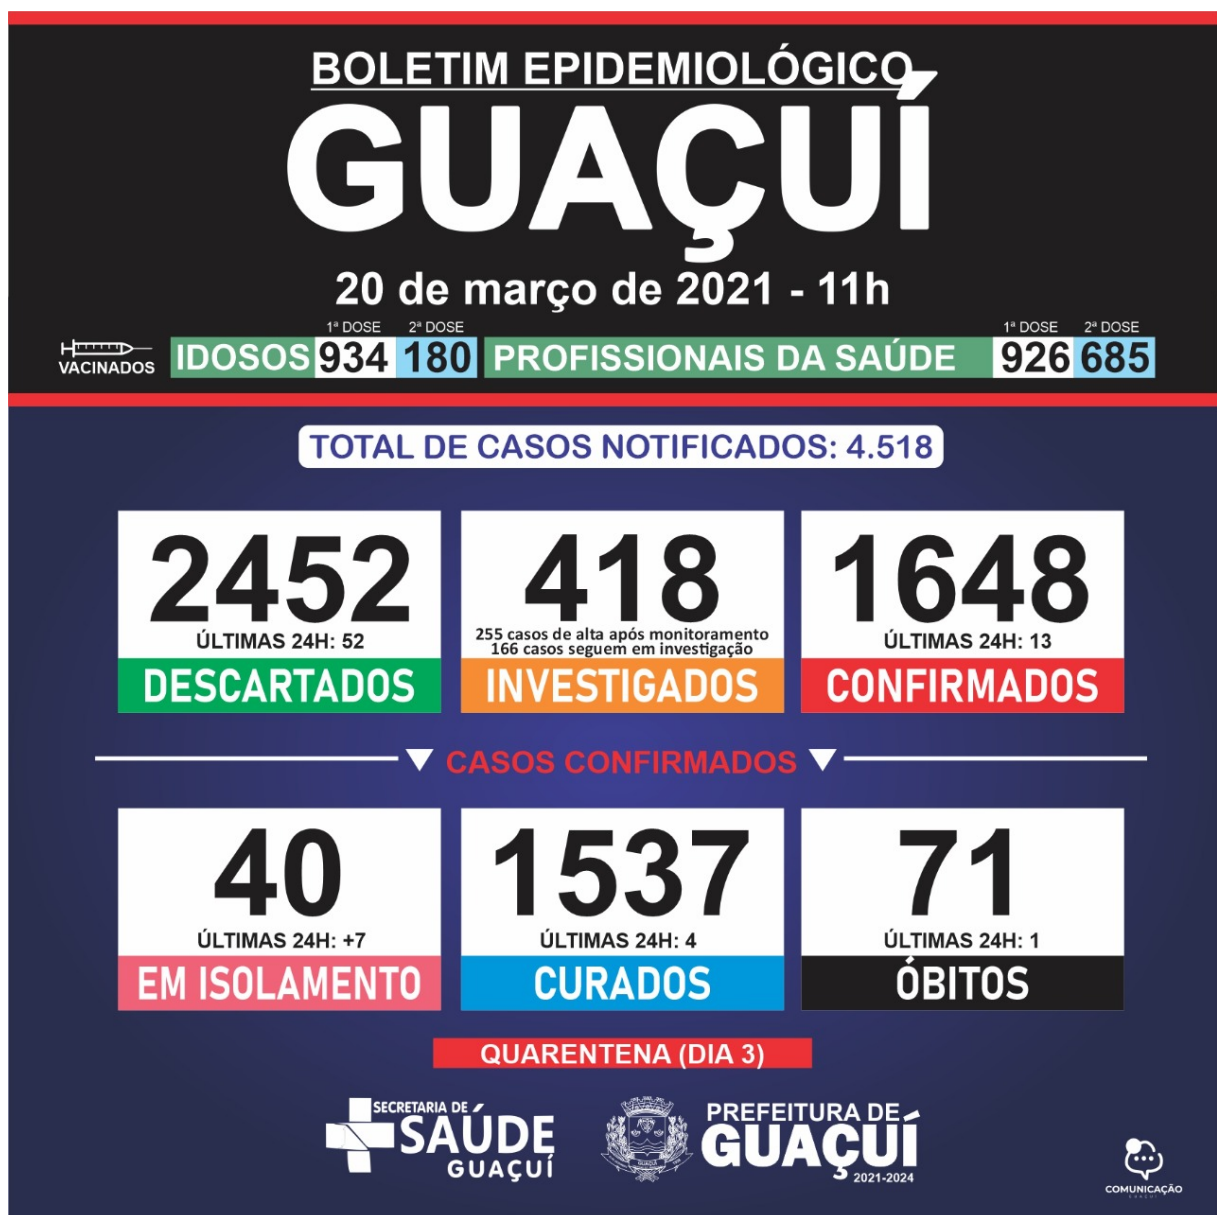 BOLETIM EPIDEMIOLÓGICO
GUAÇUÍ
20 de março de 2021 - 11h
1ª DOSE 2ª DOSE 1ª DOSE 2ª DOSE
VACINADOS IDOSOS 934 180 PROFISSIONAIS DA SAÚDE 926 685
TOTAL DE CASOS NOTIFICADOS: 4.518
2452
ÚLTIMAS 24H: 52
DESCARTADOS
418
255 casos de alta após monitoramento
166 casos seguem em investigação
INVESTIGADOS
1648
ÚLTIMAS 24H: 13
CONFIRMADOS
CASOS CONFIRMADOS
40
ÚLTIMAS 24H: +7
EM ISOLAMENTO
1537
ÚLTIMAS 24H: 4
CURADOS
71
ÚLTIMAS 24H: 1
ÓBITOS
QUARENTENA (DIA 3)
SECRETARIA DE
SAÚDE
GUAÇUÍ
PREFEITURA DE
GUAÇUÍ
2021-2024
COMUNICAÇÃO
GUAÇUÍ